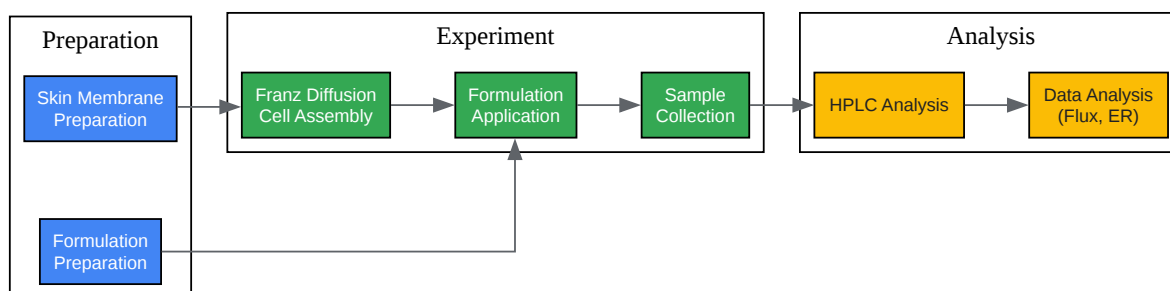 Preparation
Skin Membrane
Preparation
Formulation
Preparation
Experiment
Franz Diffusion
Cell Assembly
Formulation
Application
Sample
Collection
Analysis
HPLC Analysis
Data Analysis
(Flux, ER)